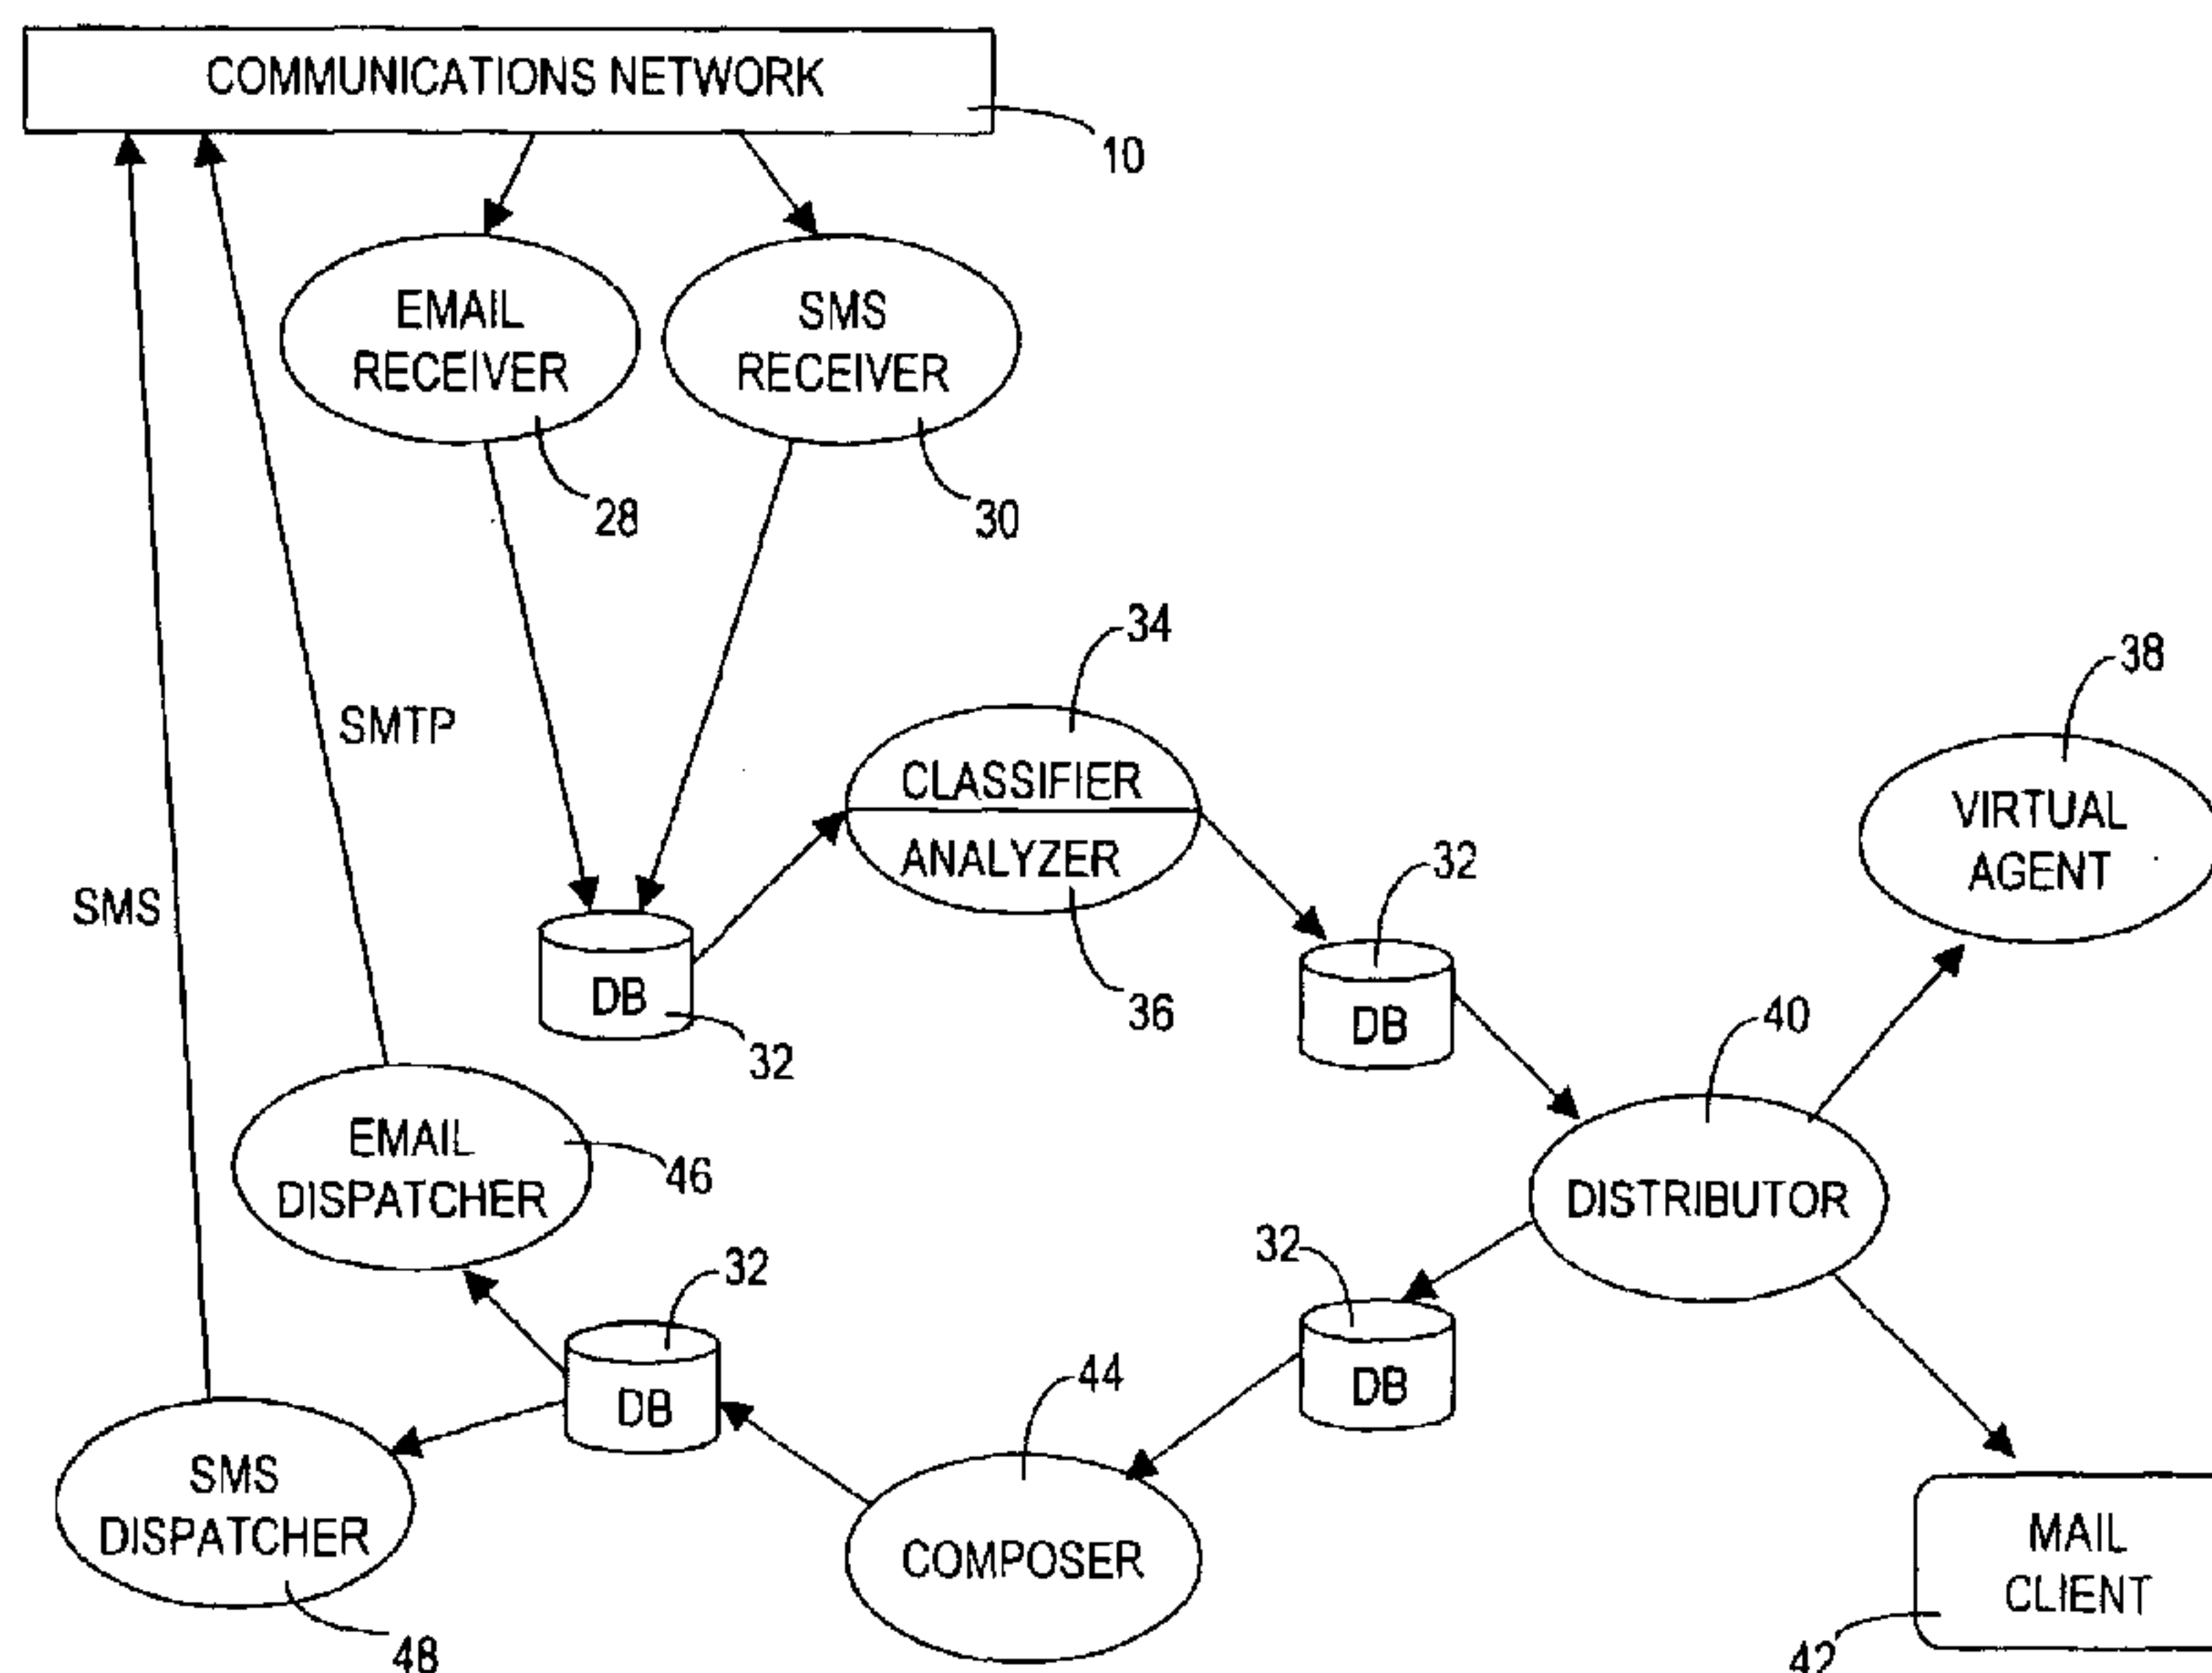 COMMUNICATIONS NETWORK
10
EMAIL
RECEIVER
28
SMS
RECEIVER
30
SMTP
SMS
34
CLASSIFIER
ANALYZER
36
38
VIRTUAL
AGENT
DB
32
32
DB
40
DISTRIBUTOR
EMAIL
DISPATCHER
46
32
DB
32
DB
44
COMPOSER
SMS
DISPATCHER
48
MAIL
CLIENT
42